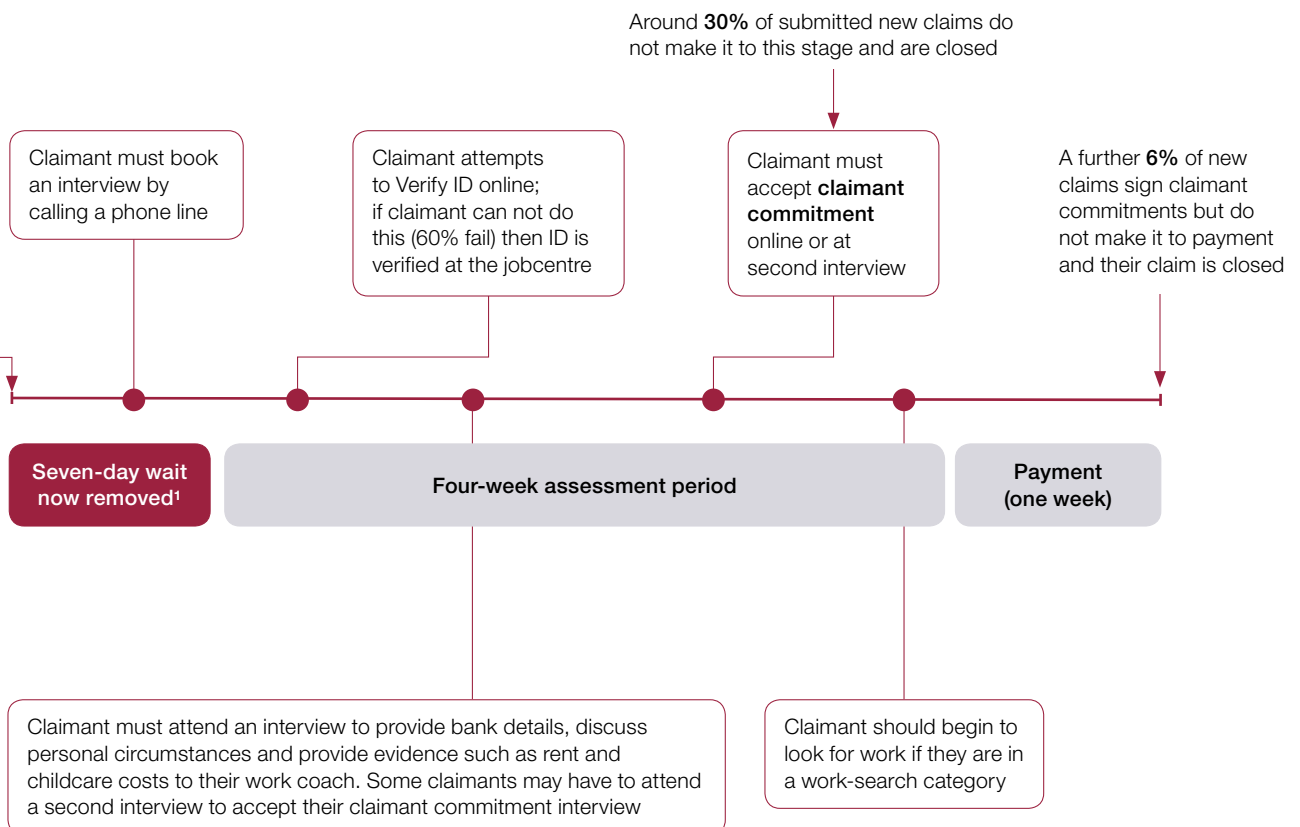 Around 30% of submitted new claims do
not make it to this stage and are closed
Claimant must book
an interview by
calling a phone line
Claimant attempts
to Verify ID online;
if claimant can not do
this (60% fail) then ID is
verified at the jobcentre
Claimant must
accept claimant
commitment
online or at
second interview
A further 6% of new
claims sign claimant
commitments but do
not make it to payment
and their claim is closed
Seven-day wait
now removed¹
Four-week assessment period
Payment
(one week)
Claimant must attend an interview to provide bank details, discuss
personal circumstances and provide evidence such as rent and
childcare costs to their work coach. Some claimants may have to attend
a second interview to accept their claimant commitment interview
Claimant should begin to
look for work if they are in
a work-search category